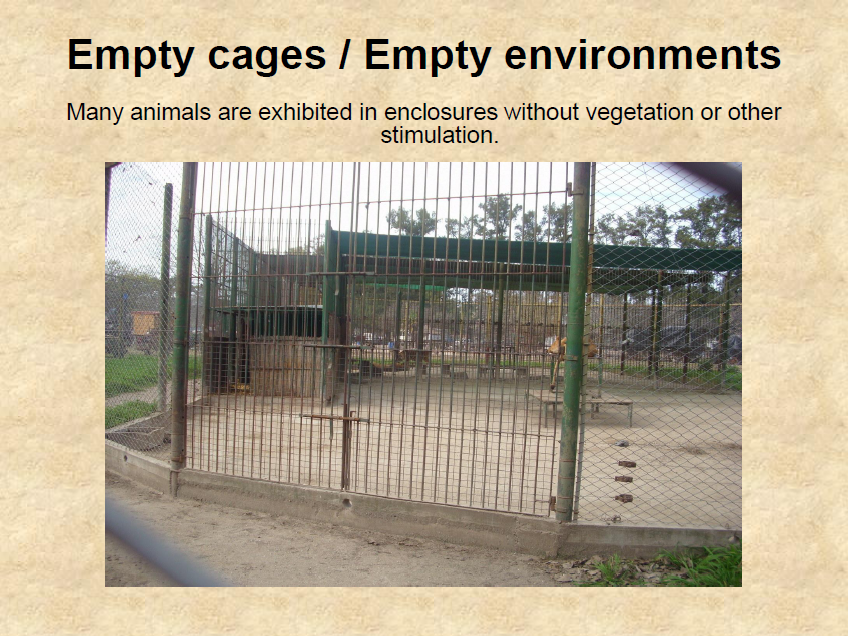 Empty cages / Empty environments
Many animals are exhibited in enclosures without vegetation or other
stimulation.